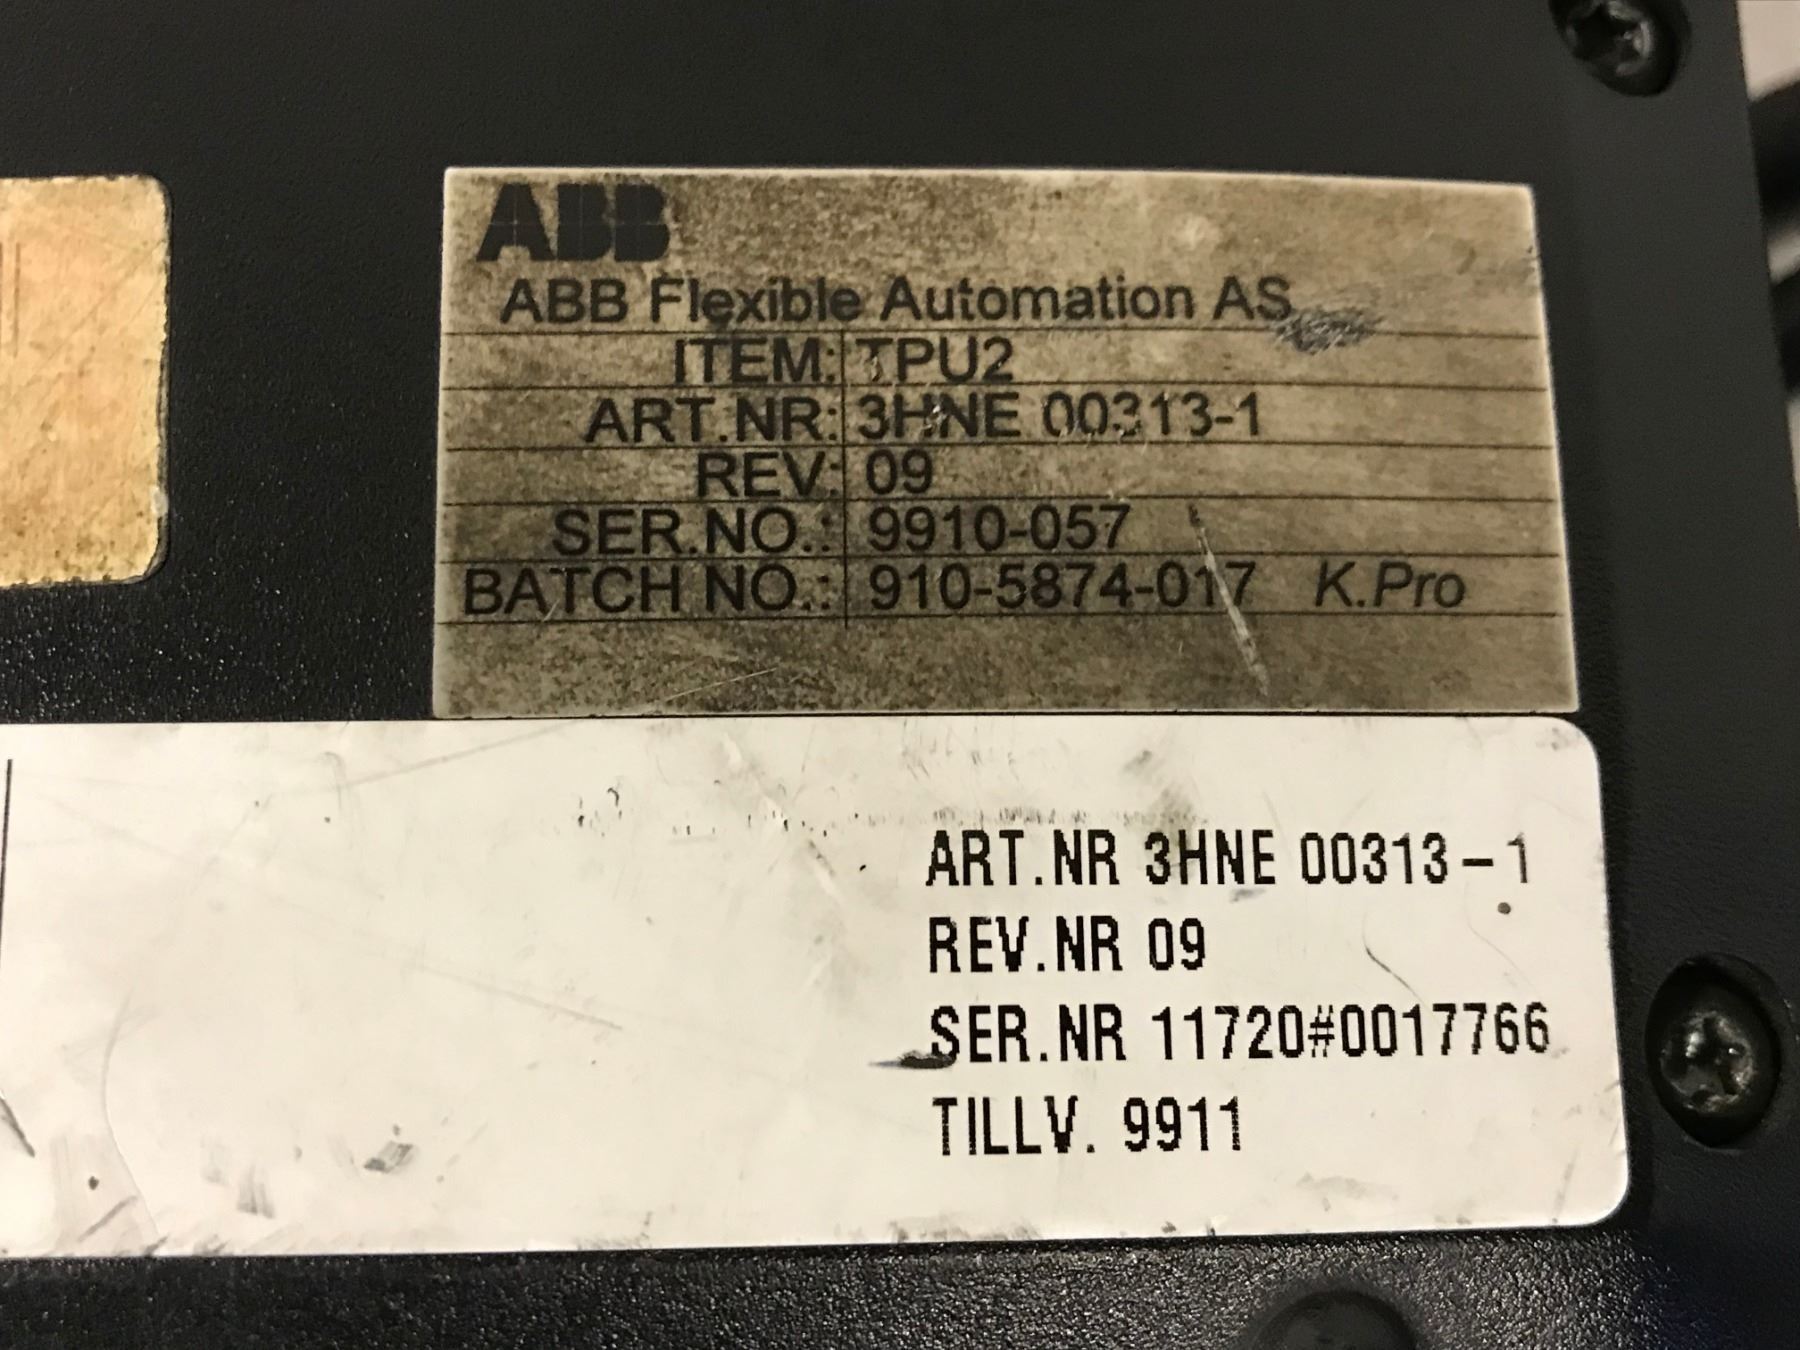 ABB
ABB Flexible Automation AS
ITEM: TPU2
ART.NR: 3HNE 00313-1
REV: 09
SER.NO.: 9910-057
BATCH NO.: 910-5874-017 K.Pro
ART.NR 3HNE 00313-1
REV.NR 09
SER.NR 11720#0017766
TILLV. 9911